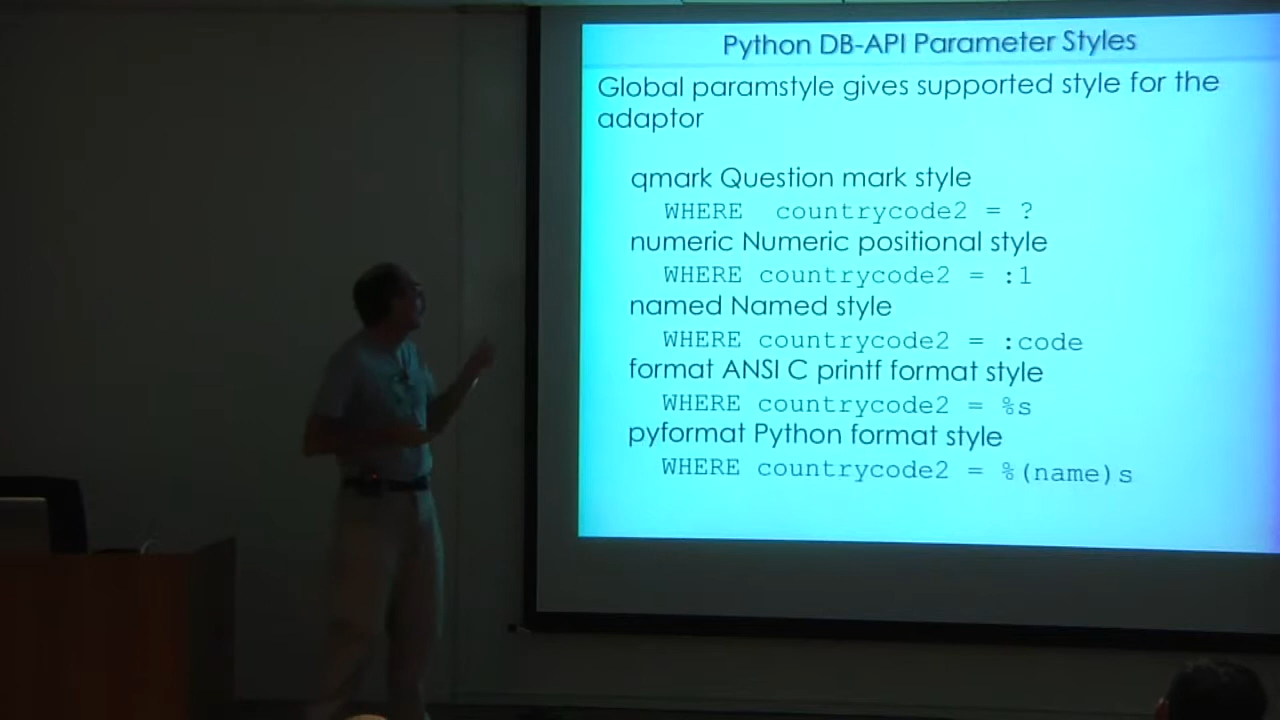 Python DB-API Parameter Styles
Global paramstyle gives supported style for the
adaptor
qmark Question mark style
WHERE  countrycode2 = ?
numeric Numeric positional style
WHERE countrycode2 = :1
named Named style
WHERE countrycode2 = :code
format ANSI C printf format style
WHERE countrycode2 = %s
pyformat Python format style
WHERE countrycode2 = %(name)s